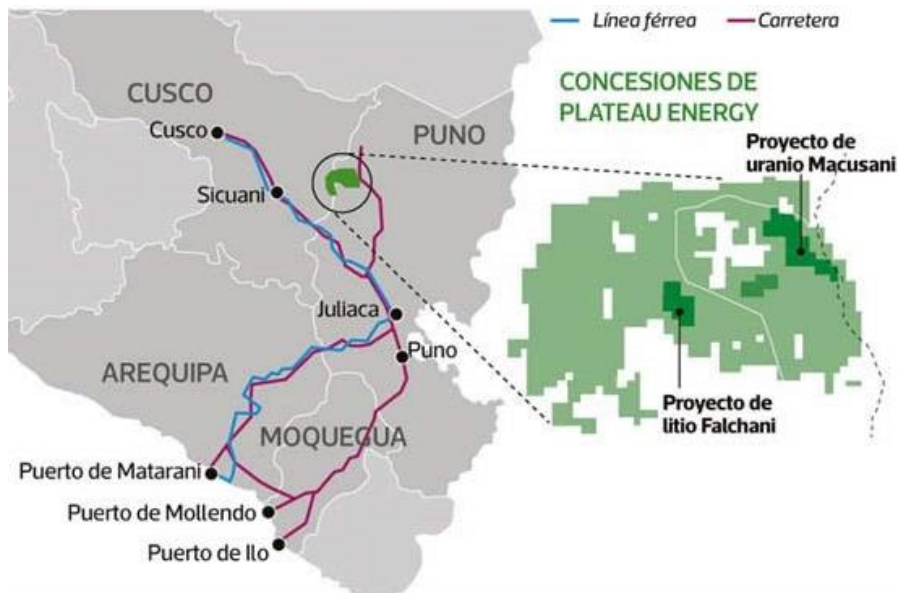 Línea férrea
Carretera
CONCESIONES DE
PLATEAU ENERGY
CUSCO
Cusco
PUNO
Sicuani
Proyecto de
uranio Macusani
Juliaca
Puno
AREQUIPA
MOQUEGUA
Proyecto de
litio Falchani
Puerto de Matarani
Puerto de Mollendo
Puerto de Ilo